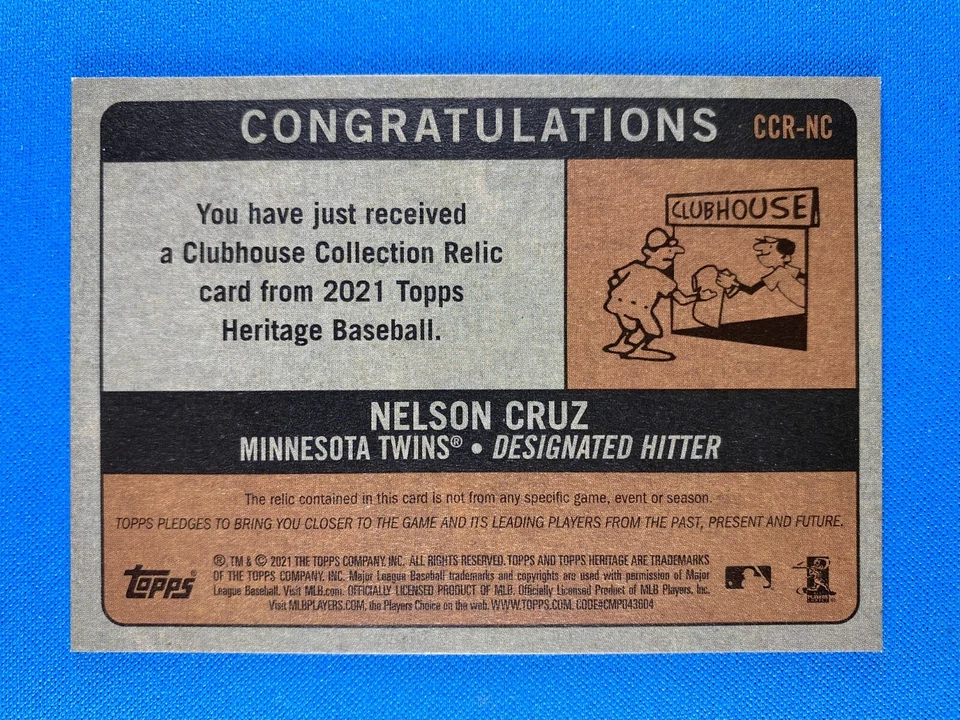 CONGRATULATIONS CCR-NC
You have just received
a Clubhouse Collection Relic
card from 2021 Topps
Heritage Baseball.
CLUBHOUSE
NELSON CRUZ
MINNESOTA TWINS® • DESIGNATED HITTER
The relic contained in this card is not from any specific game, event or season.
TOPPS PLEDGES TO BRING YOU CLOSER TO THE GAME AND ITS LEADING PLAYERS FROM THE PAST, PRESENT AND FUTURE.
topps®
®, TM & © 2021 THE TOPPS COMPANY, INC. ALL RIGHTS RESERVED. TOPPS AND TOPPS HERITAGE ARE TRADEMARKS
OF THE TOPPS COMPANY, INC. Major League Baseball trademarks and copyrights are used with permission of Major
League Baseball. Visit MLB.com. OFFICIALLY LICENSED PRODUCT OF MLB. Officially Licensed Product of MLB Players, Inc.
Visit MLBPLAYERS.COM, the Players Choice on the web. WWW.TOPPS.COM. CODE#CMP043604